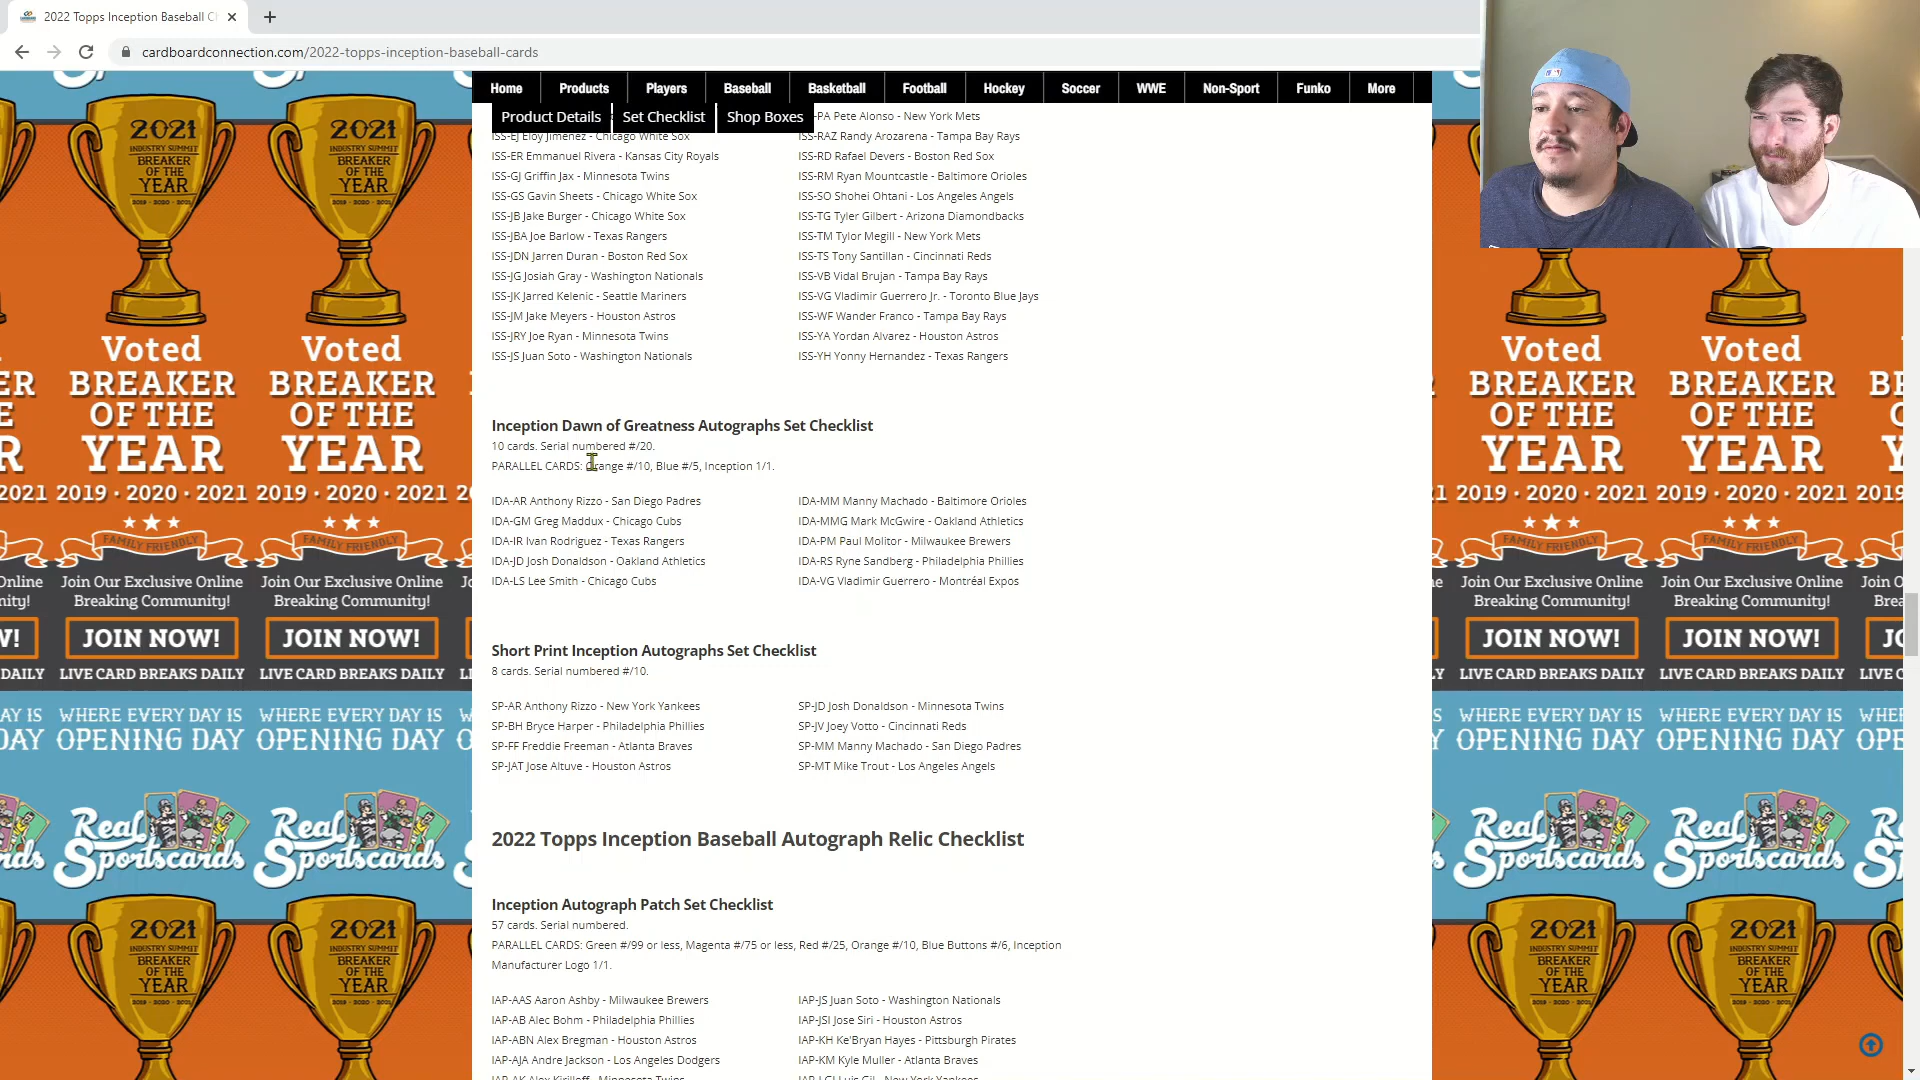 2022 Topps Inception Baseball C
cardboardconnection.com/2022-topps-inception-baseball-cards
Home
Products
Players
Baseball
Basketball
Football
Hockey
Soccer
WWE
Non-Sport
Funko
More
Product Details
Set Checklist
Shop Boxes
ISS-EJ Eloy Jimenez - Chicago White Sox
ISS-ER Emmanuel Rivera - Kansas City Royals
ISS-GJ Griffin Jax - Minnesota Twins
ISS-GS Gavin Sheets - Chicago White Sox
ISS-JB Jake Burger - Chicago White Sox
ISS-JBA Joe Barlow - Texas Rangers
ISS-JDN Jarren Duran - Boston Red Sox
ISS-JG Josiah Gray - Washington Nationals
ISS-JK Jarred Kelenic - Seattle Mariners
ISS-JM Jake Meyers - Houston Astros
ISS-JRY Joe Ryan - Minnesota Twins
ISS-JS Juan Soto - Washington Nationals
-PA Pete Alonso - New York Mets
ISS-RAZ Randy Arozarena - Tampa Bay Rays
ISS-RD Rafael Devers - Boston Red Sox
ISS-RM Ryan Mountcastle - Baltimore Orioles
ISS-SO Shohei Ohtani - Los Angeles Angels
ISS-TG Tyler Gilbert - Arizona Diamondbacks
ISS-TM Tylor Megill - New York Mets
ISS-TS Tony Santillan - Cincinnati Reds
ISS-VB Vidal Brujan - Tampa Bay Rays
ISS-VG Vladimir Guerrero Jr. - Toronto Blue Jays
ISS-WF Wander Franco - Tampa Bay Rays
ISS-YA Yordan Alvarez - Houston Astros
ISS-YH Yonny Hernandez - Texas Rangers
Inception Dawn of Greatness Autographs Set Checklist
10 cards. Serial numbered #/20.
PARALLEL CARDS: Orange #/10, Blue #/5, Inception 1/1.
IDA-AR Anthony Rizzo - San Diego Padres
IDA-GM Greg Maddux - Chicago Cubs
IDA-IR Ivan Rodriguez - Texas Rangers
IDA-JD Josh Donaldson - Oakland Athletics
IDA-LS Lee Smith - Chicago Cubs
IDA-MM Manny Machado - Baltimore Orioles
IDA-MMG Mark McGwire - Oakland Athletics
IDA-PM Paul Molitor - Milwaukee Brewers
IDA-RS Ryne Sandberg - Philadelphia Phillies
IDA-VG Vladimir Guerrero - Montréal Expos
Short Print Inception Autographs Set Checklist
8 cards. Serial numbered #/10.
SP-AR Anthony Rizzo - New York Yankees
SP-BH Bryce Harper - Philadelphia Phillies
SP-FF Freddie Freeman - Atlanta Braves
SP-JAT Jose Altuve - Houston Astros
SP-JD Josh Donaldson - Minnesota Twins
SP-JV Joey Votto - Cincinnati Reds
SP-MM Manny Machado - San Diego Padres
SP-MT Mike Trout - Los Angeles Angels
2022 Topps Inception Baseball Autograph Relic Checklist
Inception Autograph Patch Set Checklist
57 cards. Serial numbered.
PARALLEL CARDS: Green #/99 or less, Magenta #/75 or less, Red #/25, Orange #/10, Blue Buttons #/6, Inception
Manufacturer Logo 1/1.
IAP-AAS Aaron Ashby - Milwaukee Brewers
IAP-AB Alec Bohm - Philadelphia Phillies
IAP-ABN Alex Bregman - Houston Astros
IAP-AJA Andre Jackson - Los Angeles Dodgers
IAP-AK Alex Kirilloff - Minnesota Twins
IAP-JS Juan Soto - Washington Nationals
IAP-JSI Jose Siri - Houston Astros
IAP-KH Ke'Bryan Hayes - Pittsburgh Pirates
IAP-KM Kyle Muller - Atlanta Braves
IAP-LGI Luis Gil - New York Yankees
2021
INDUSTRY SUMMIT
BREAKER
OF THE
YEAR
2019 · 2020 · 2021
Voted
BREAKER
OF THE
YEAR
2019 · 2020 · 2021
FAMILY FRIENDLY
Join Our Exclusive Online
Breaking Community!
JOIN NOW!
LIVE CARD BREAKS DAILY
WHERE EVERY DAY IS
OPENING DAY
Real
Sportscards